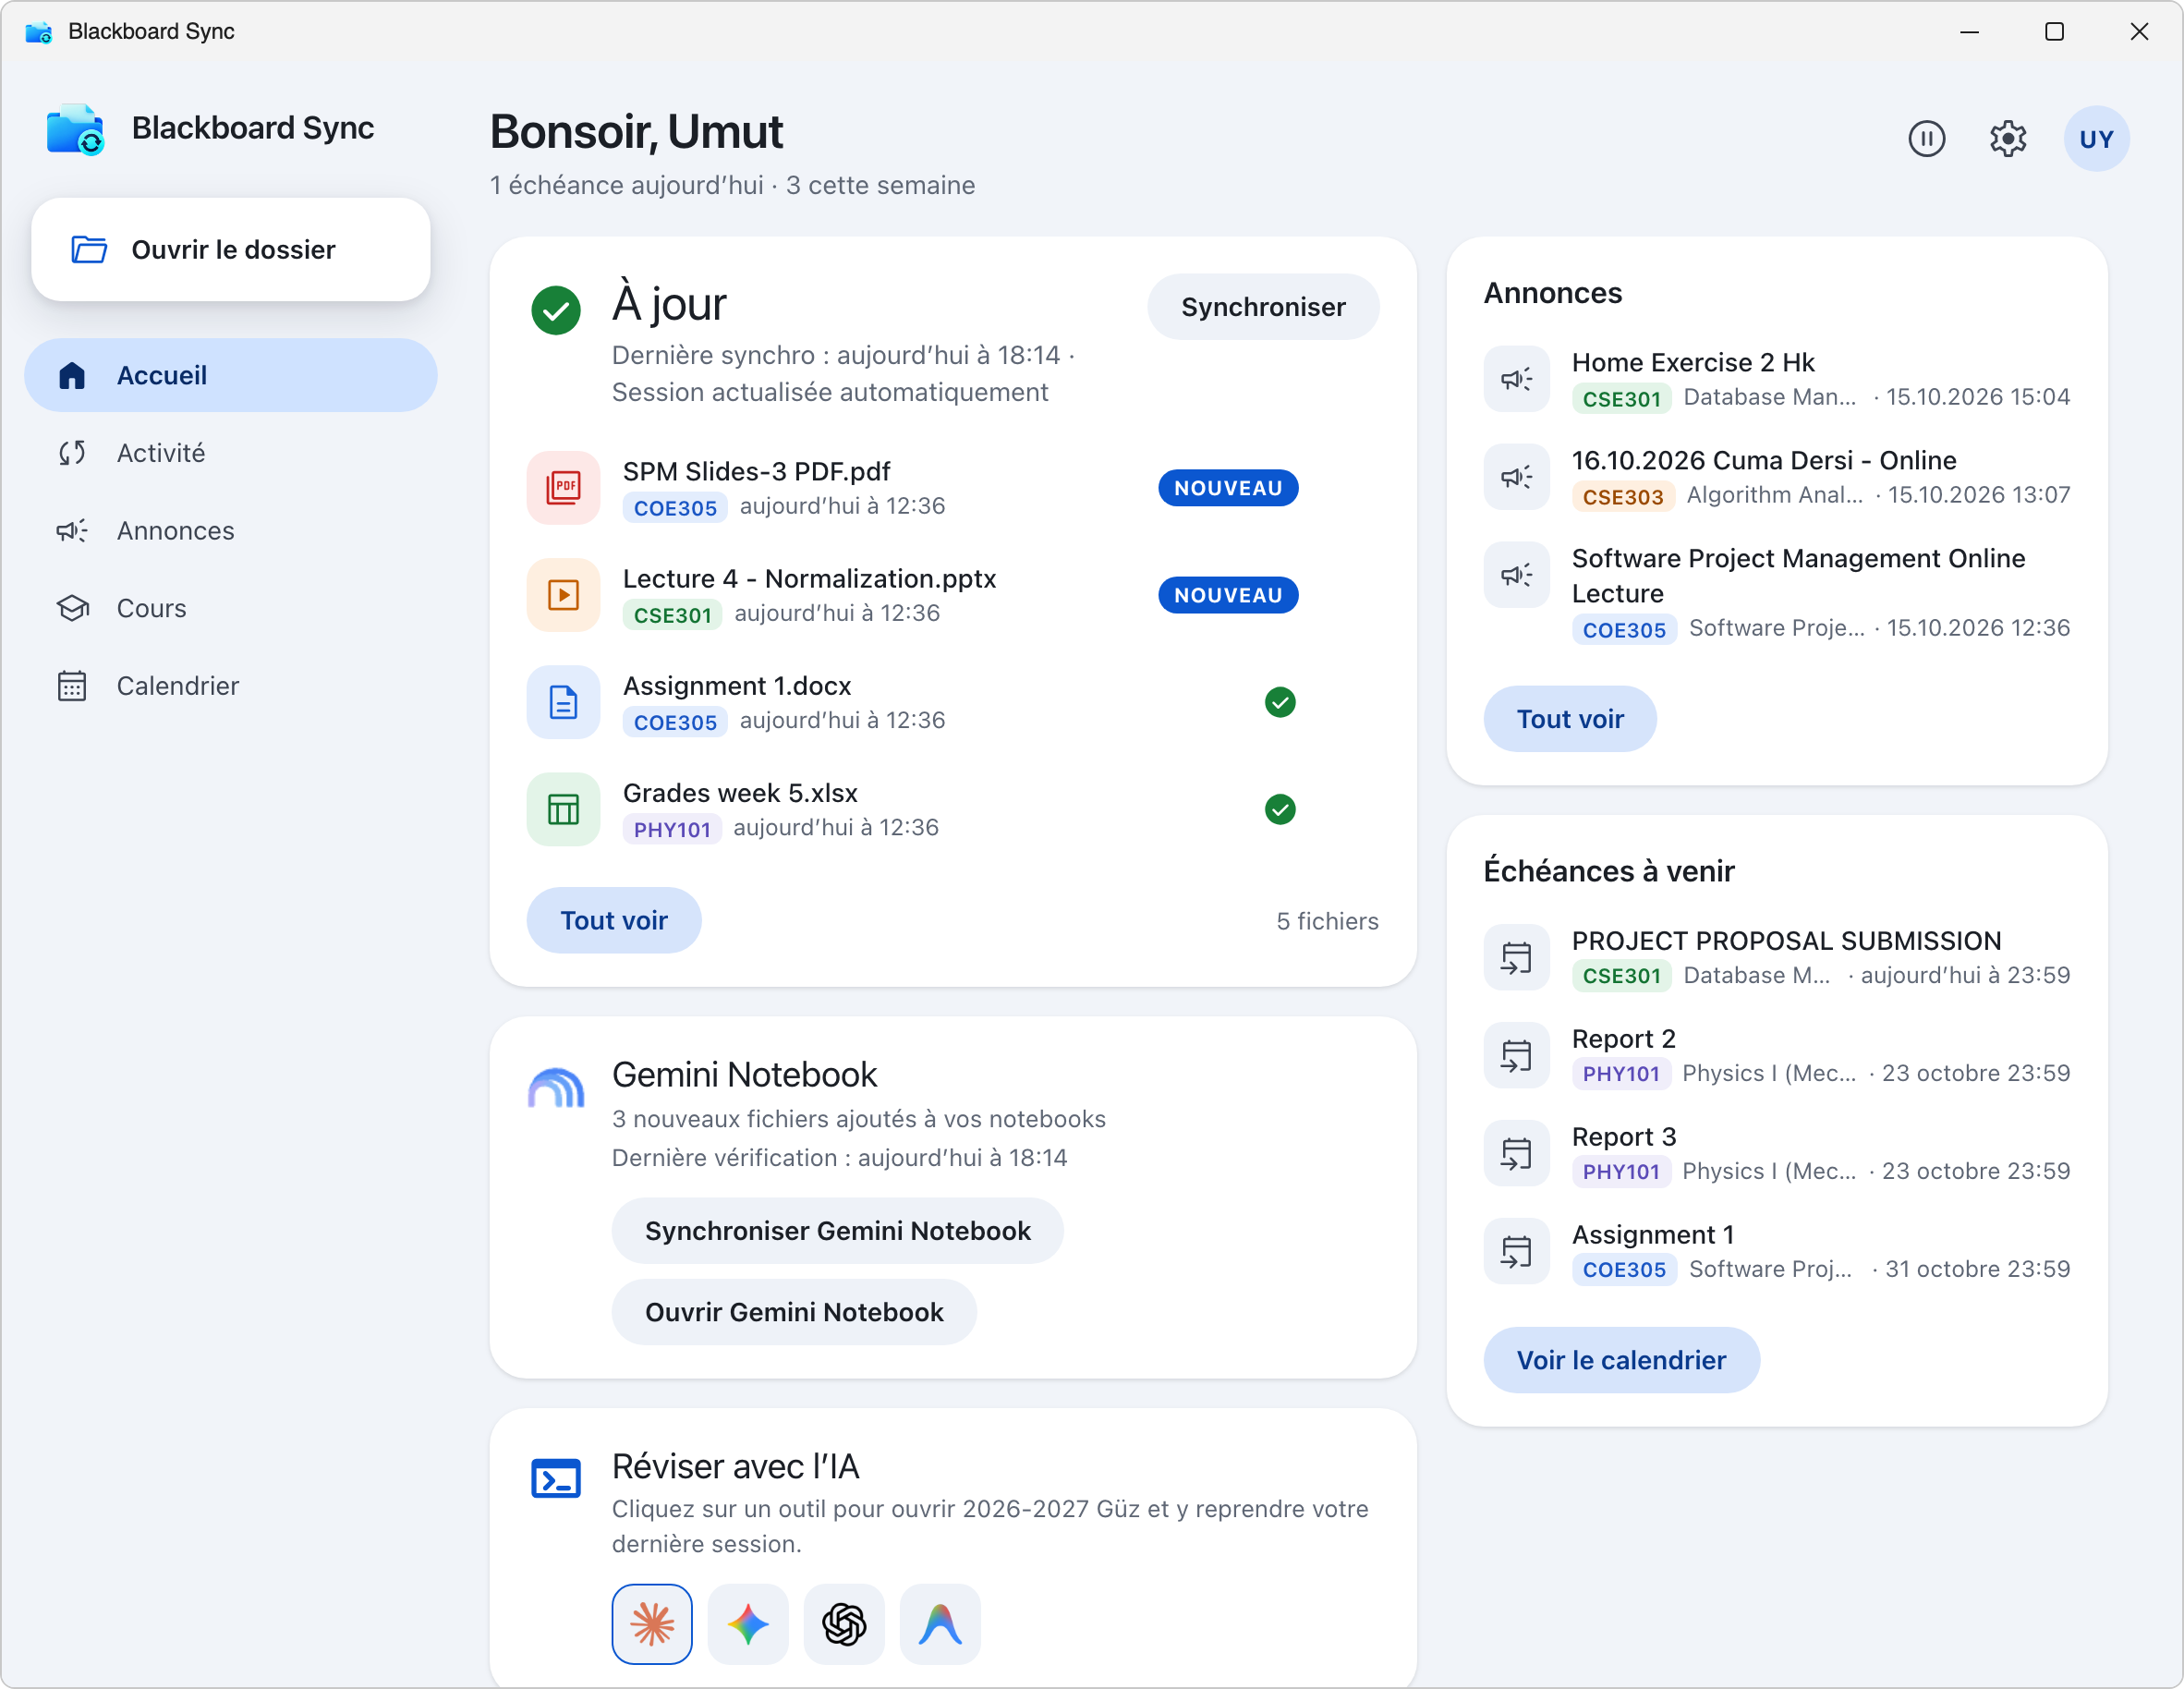 Blackboard Sync
Blackboard Sync
Ouvrir le dossier
Accueil
Activité
Annonces
Cours
Calendrier
Bonsoir, Umut
1 échéance aujourd’hui · 3 cette semaine
UY
À jour
Synchroniser
Dernière synchro : aujourd’hui à 18:14 ·
Session actualisée automatiquement
SPM Slides-3 PDF.pdf
COE305 aujourd’hui à 12:36
NOUVEAU
PDF
Lecture 4 - Normalization.pptx
CSE301 aujourd’hui à 12:36
NOUVEAU
Assignment 1.docx
COE305 aujourd’hui à 12:36
Grades week 5.xlsx
PHY101 aujourd’hui à 12:36
Tout voir
5 fichiers
Gemini Notebook
3 nouveaux fichiers ajoutés à vos notebooks
Dernière vérification : aujourd’hui à 18:14
Synchroniser Gemini Notebook
Ouvrir Gemini Notebook
Réviser avec l’IA
Cliquez sur un outil pour ouvrir 2026-2027 Güz et y reprendre votre
dernière session.
Annonces
Home Exercise 2 Hk
CSE301 Database Man... · 15.10.2026 15:04
16.10.2026 Cuma Dersi - Online
CSE303 Algorithm Anal... · 15.10.2026 13:07
Software Project Management Online
Lecture
COE305 Software Proje... · 15.10.2026 12:36
Tout voir
Échéances à venir
PROJECT PROPOSAL SUBMISSION
CSE301 Database M... · aujourd’hui à 23:59
Report 2
PHY101 Physics I (Mec... · 23 octobre 23:59
Report 3
PHY101 Physics I (Mec... · 23 octobre 23:59
Assignment 1
COE305 Software Proj... · 31 octobre 23:59
Voir le calendrier